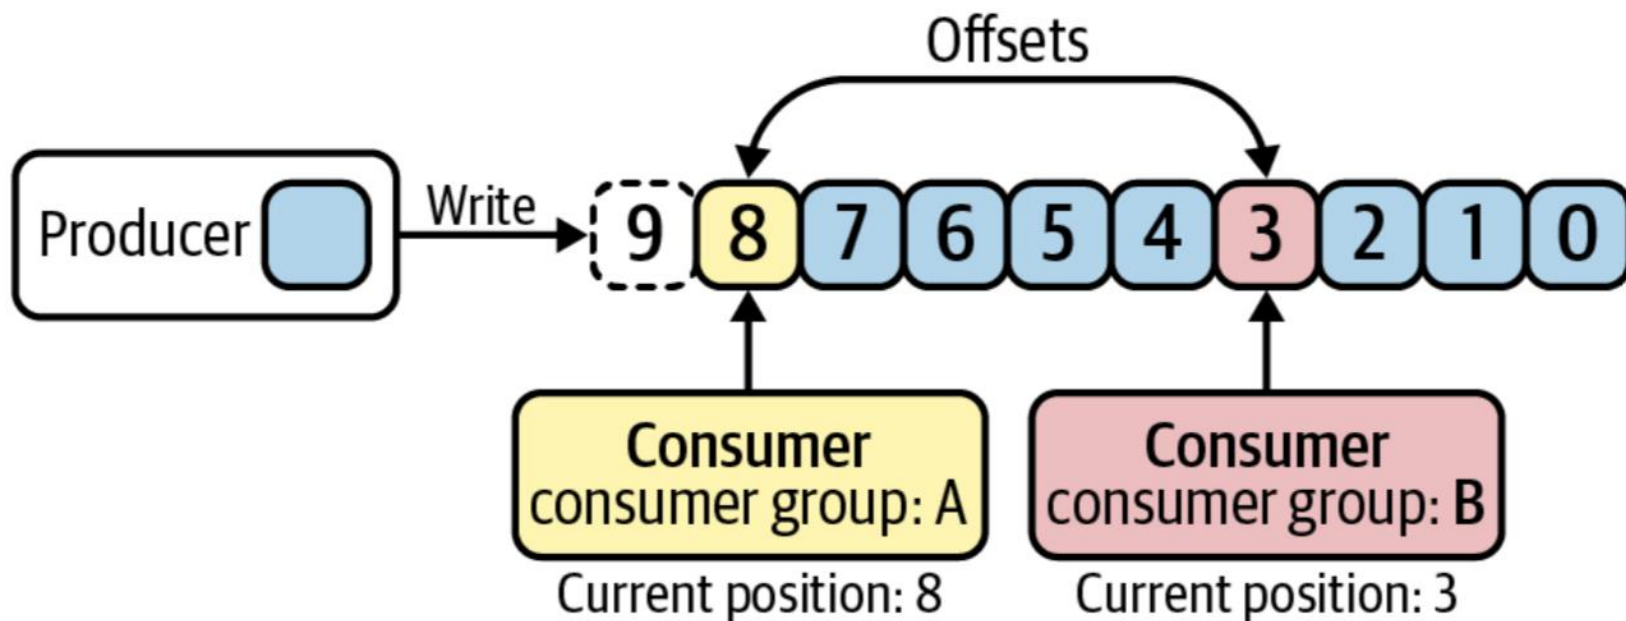 Offsets
Producer
Write
9 8 7 6 5 4 3 2 1 0
Consumer
consumer group: A
Current position: 8
Consumer
consumer group: B
Current position: 3